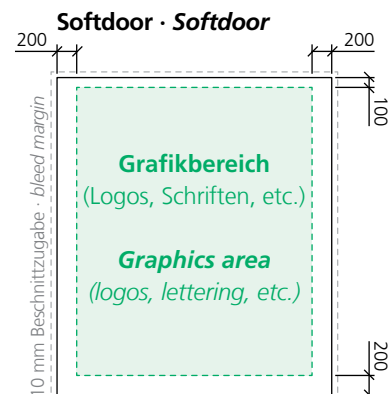 Softdoor · Softdoor
200
200
100
Grafikbereich
(Logos, Schriften, etc.)
Graphics area
(logos, lettering, etc.)
10 mm Beschnittzugabe · bleed margin
200